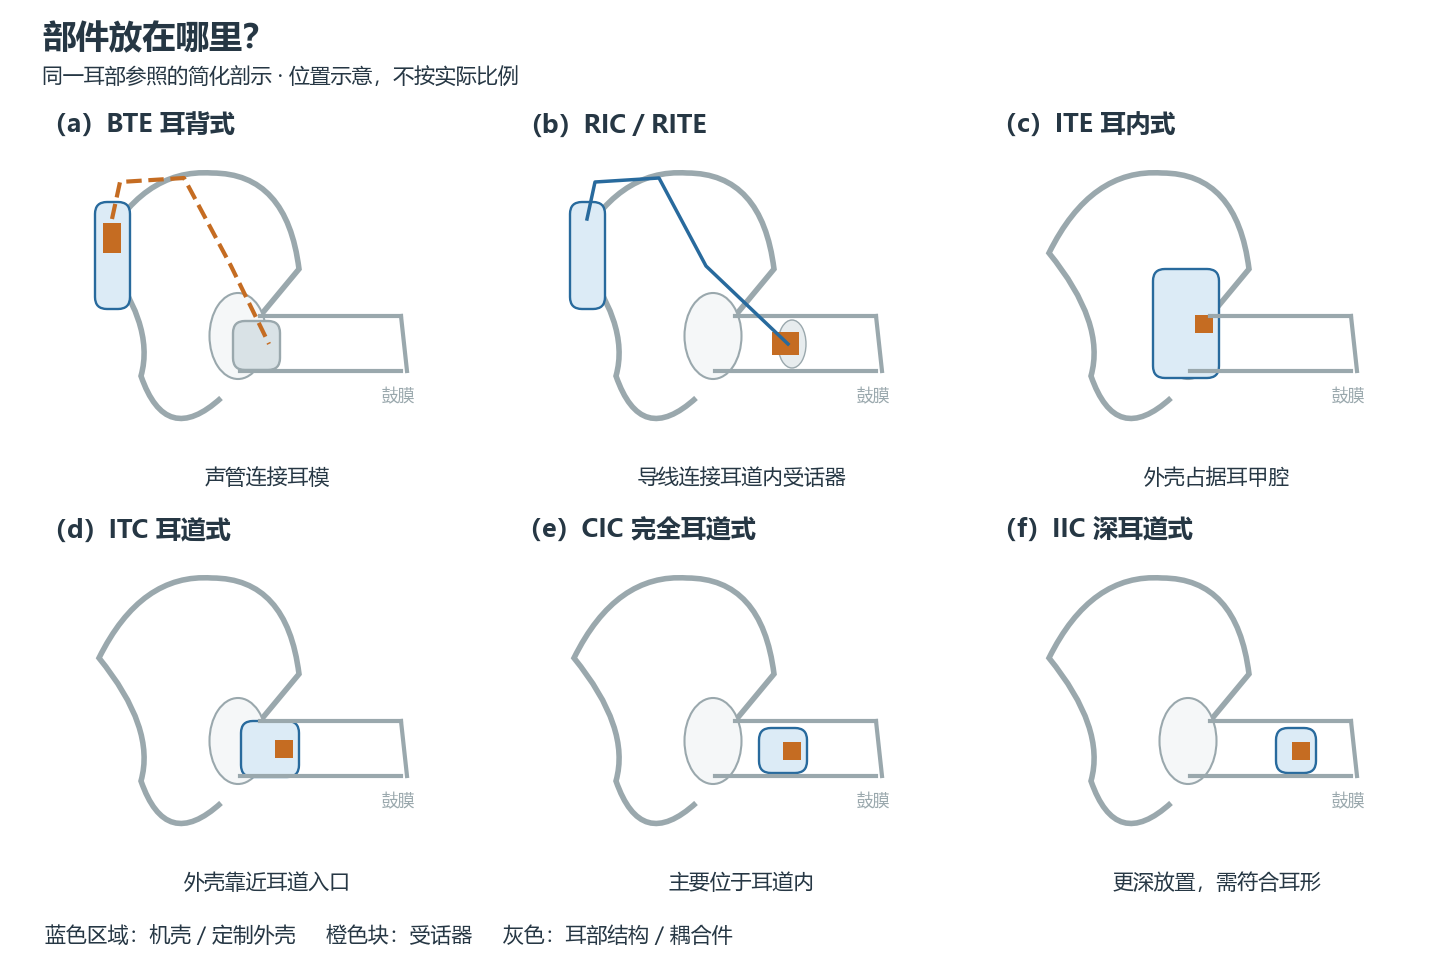 部件放在哪里？
同一耳部参照的简化剖示 · 位置示意，不按实际比例
（a）BTE 耳背式
（b）RIC / RITE
（c）ITE 耳内式
鼓膜
鼓膜
鼓膜
声管连接耳模
导线连接耳道内受话器
外壳占据耳甲腔
（d）ITC 耳道式
（e）CIC 完全耳道式
（f）IIC 深耳道式
鼓膜
鼓膜
鼓膜
外壳靠近耳道入口
主要位于耳道内
更深放置，需符合耳形
蓝色区域：机壳 / 定制外壳 橙色块：受话器 灰色：耳部结构 / 耦合件